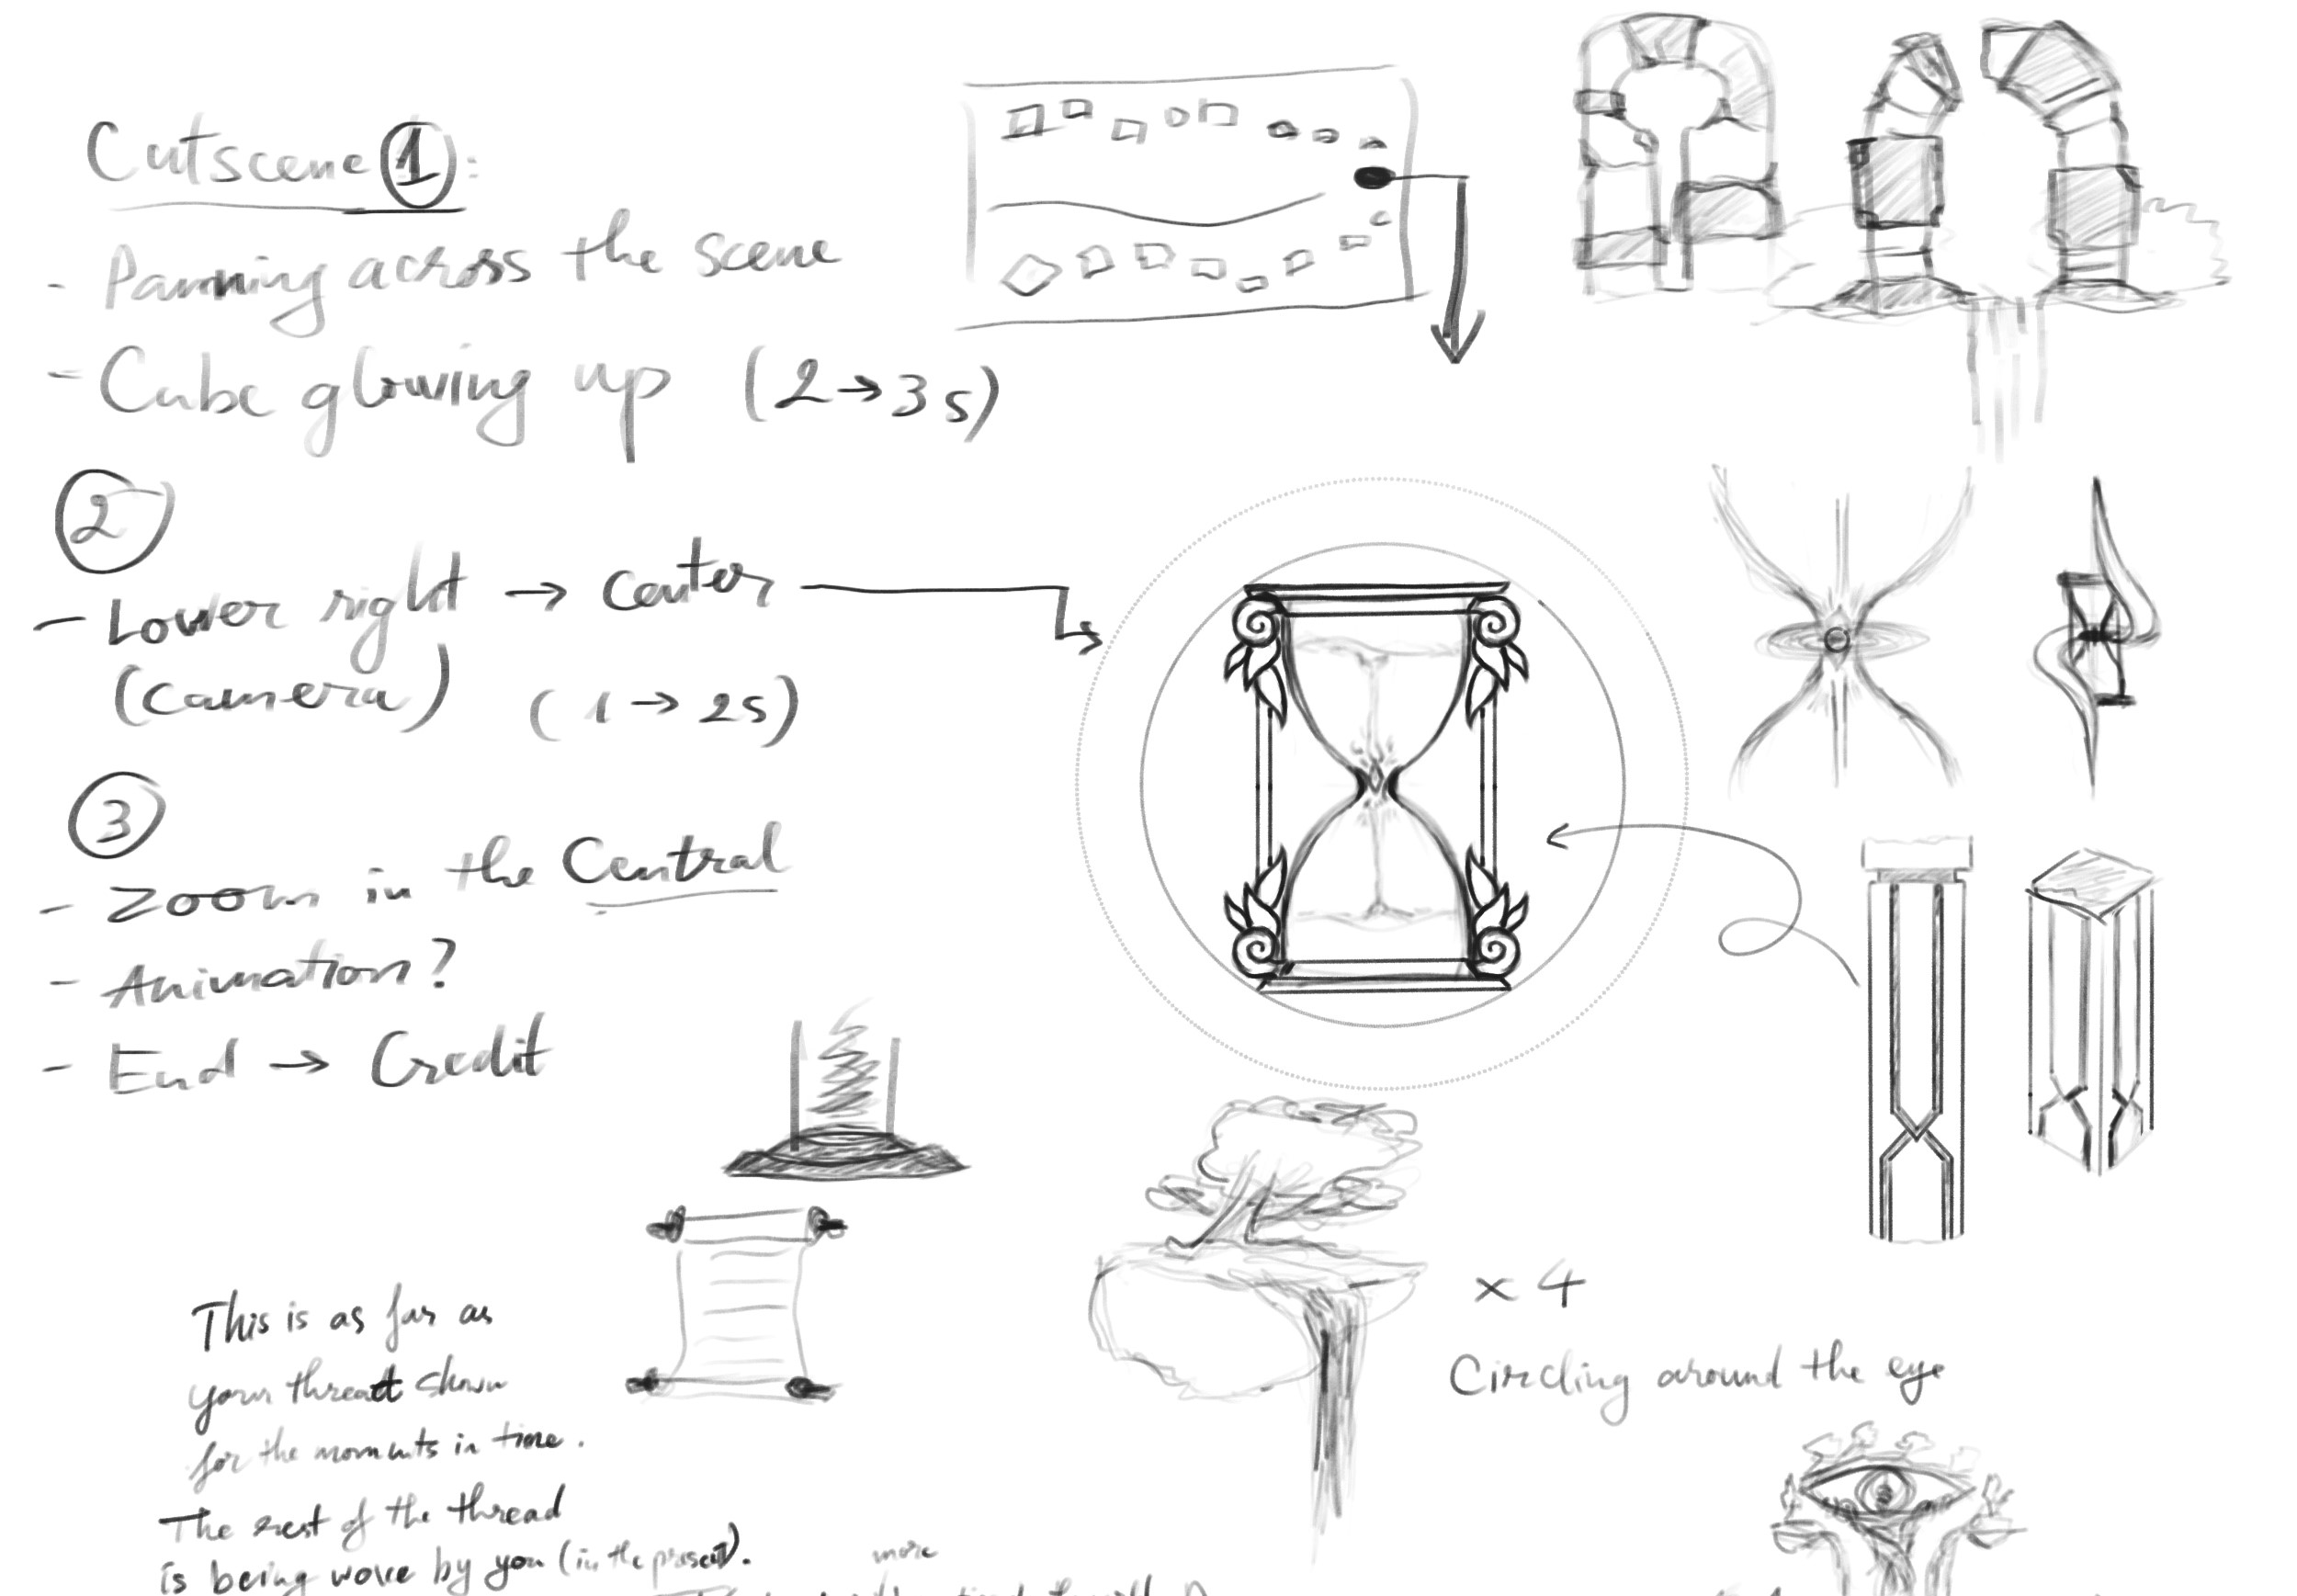 Cutscene 1:
- Panning across the scene
- Cube glowing up (2→3s)
2
- Lower right → center
(camera) (1→2s)
3
- Zoom in the Central
- Animation?
- End → Credit
This is as far as
your thread shown
for the moments in time.
The rest of the thread
is being wove by you (in the present).
more
x 4
Circling around the eye